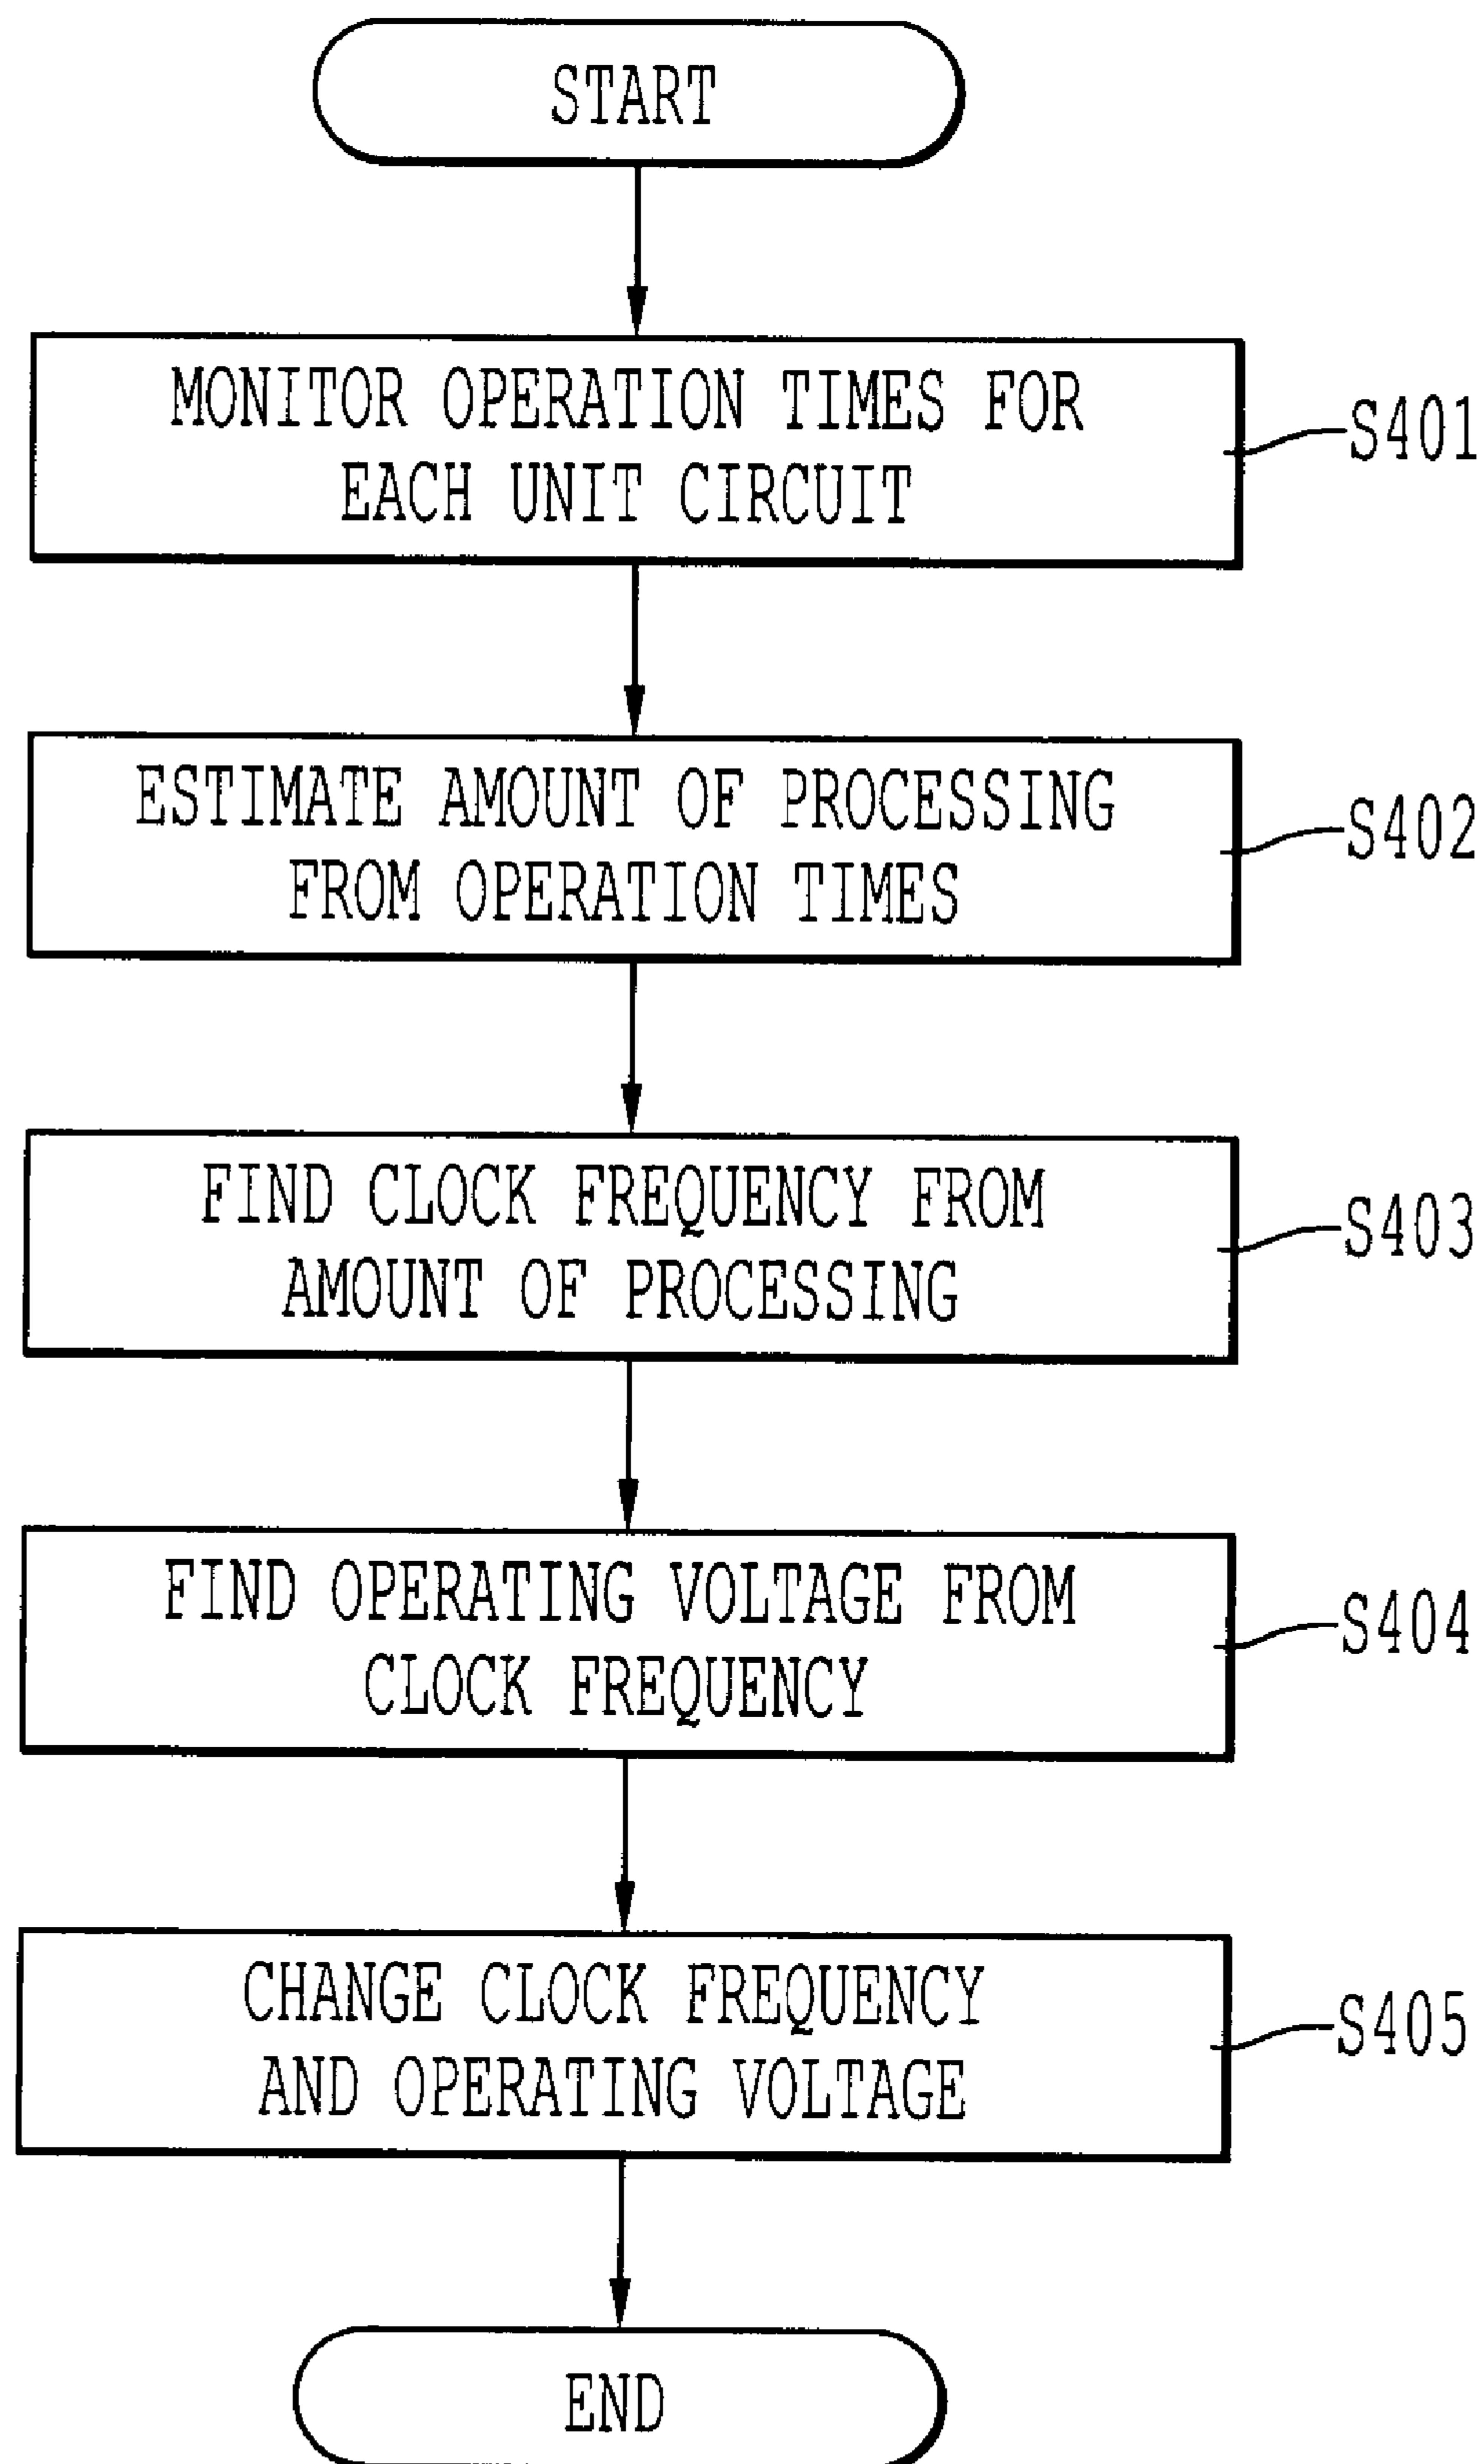 START
MONITOR OPERATION TIMES FOR
EACH UNIT CIRCUIT
S401
ESTIMATE AMOUNT OF PROCESSING
FROM OPERATION TIMES
S402
FIND CLOCK FREQUENCY FROM
AMOUNT OF PROCESSING
S403
FIND OPERATING VOLTAGE FROM
CLOCK FREQUENCY
S404
CHANGE CLOCK FREQUENCY
AND OPERATING VOLTAGE
S405
END